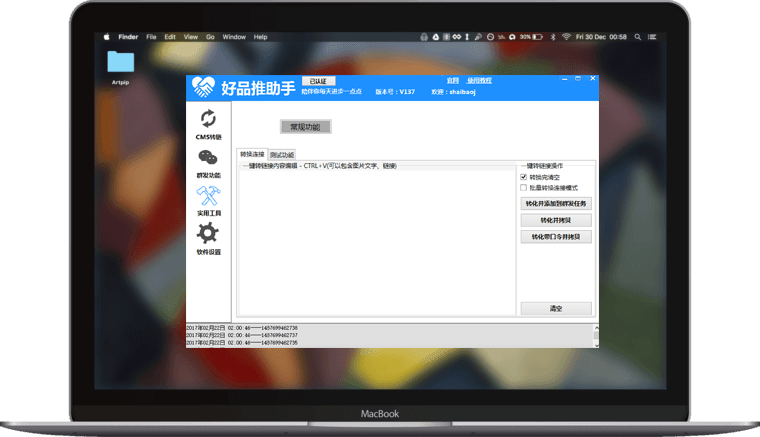 Finder File Edit View Go Window Help
30% Fri 30 Dec 00:58
Artpip
好品推助手
已认证
官网 使用教程
陪伴你每天进步一点点 版本号：V137 欢迎：shaibaoj
CMS转链
群发功能
实用工具
软件设置
常规功能
转换连接 测试功能
一键转链接内容编辑 - CTRL+V(可以包含图片文字、链接)
一键转链接操作
转换完清空
批量转换连接模式
转化并添加到群发任务
转化并拷贝
转化带口令并拷贝
清空
2017年02月22日 02:00:46----1437699462738
2017年02月22日 02:00:46----1437699462737
2017年02月22日 02:00:46----1437699462735
MacBook